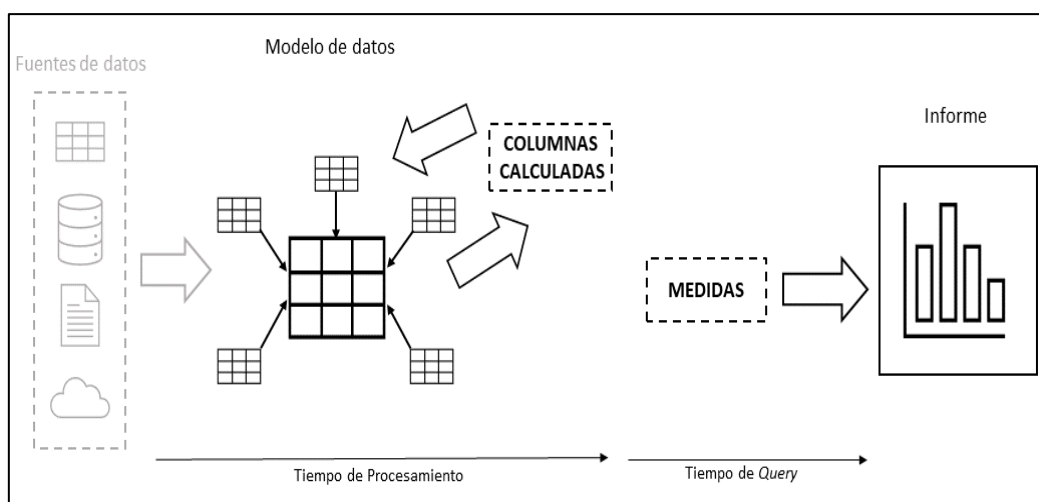 Modelo de datos
Fuentes de datos
COLUMNAS
CALCULADAS
Informe
MEDIDAS
Tiempo de Procesamiento
Tiempo de Query